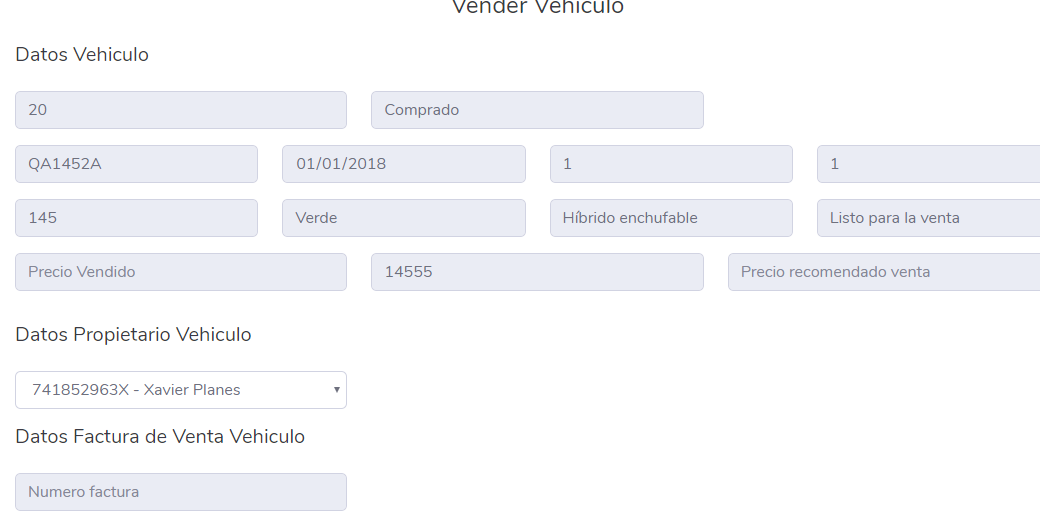 Vender Vehiculo
Datos Vehiculo
20 Comprado
QA1452A 01/01/2018 1 1
145 Verde Híbrido enchufable Listo para la venta
Precio Vendido 14555 Precio recomendado venta
Datos Propietario Vehiculo
741852963X - Xavier Planes
Datos Factura de Venta Vehiculo
Numero factura